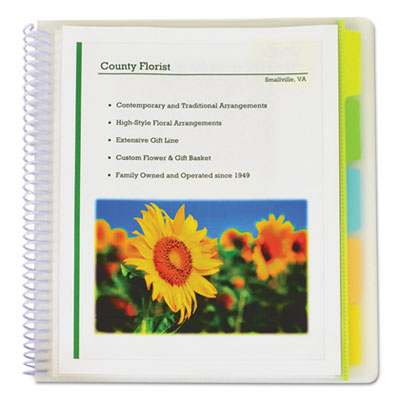 County Florist
Smallville, VA
• Contemporary and Traditional Arrangements
• High-Style Floral Arrangements
• Extensive Gift Line
• Custom Flower & Gift Basket
• Family Owned and Operated since 1949